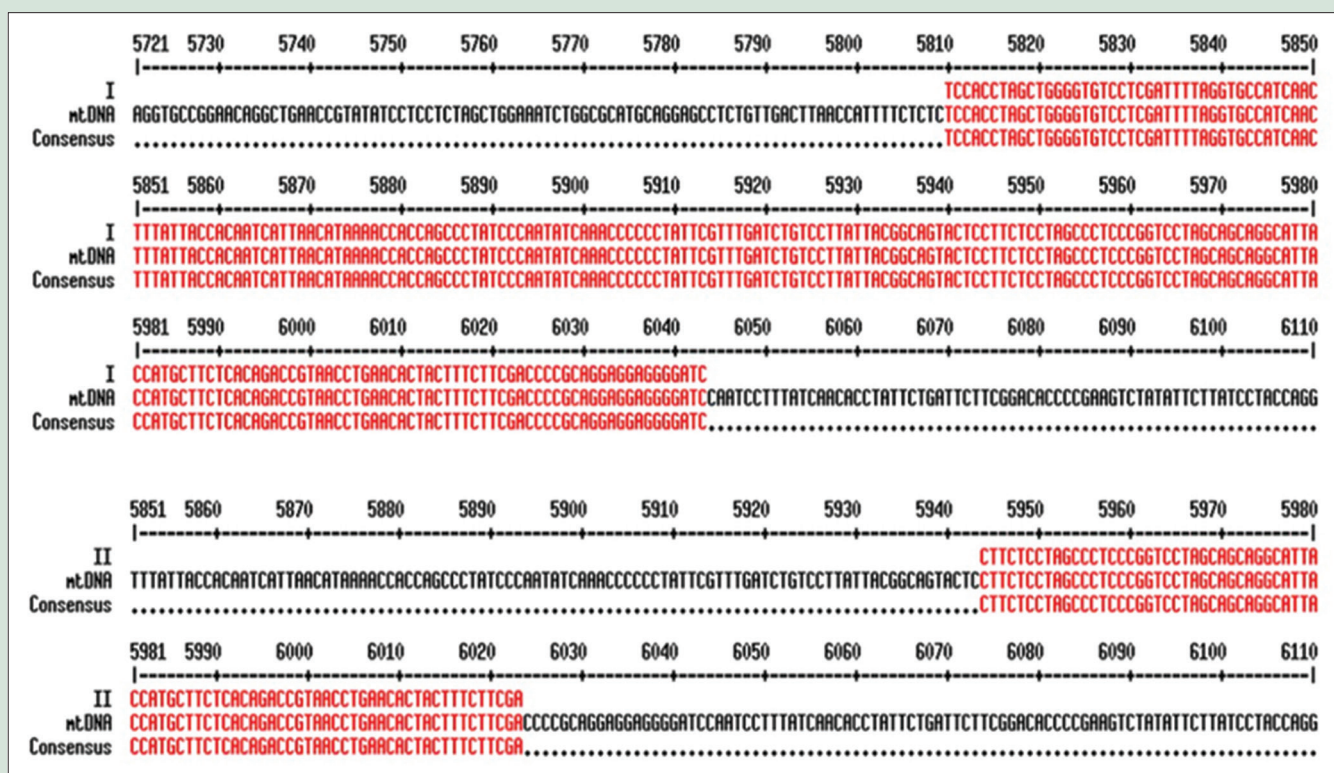 5721 5730 5740 5750 5760 5770 5780 5790 5800 5810 5820 5830 5840 5850
|--------+---------+---------+---------+---------+---------+---------+---------+---------+---------+---------+---------+---------|
I TCCACCTAGCTGGGGTGTCCTCGATTTTAGGTGCCATCAAC
mtDNA AGGTGCCGGAACAGGCTGAACCGTATATCCTCCTCTAGCTGGAAATCTGGCGCATGCAGGAGCCTCTGTTGACTTAACCATTTTCTCTCTCCACCTAGCTGGGGTGTCCTCGATTTTAGGTGCCATCAAC
Consensus .........................................................................................TCCACCTAGCTGGGGTGTCCTCGATTTTAGGTGCCATCAAC
5851 5860 5870 5880 5890 5900 5910 5920 5930 5940 5950 5960 5970 5980
|--------+---------+---------+---------+---------+---------+---------+---------+---------+---------+---------+---------+---------|
I TTTATTACCACAATCATTAACATAAAACCACCAGCCCTATCCCAATATCAAACCCCCCTATTCGTTTGATCTGTCCTTATTACGGCAGTACTCCTTCTCCTAGCCCTCCCGGTCCTAGCAGCAGGCATTA
mtDNA TTTATTACCACAATCATTAACATAAAACCACCAGCCCTATCCCAATATCAAACCCCCCTATTCGTTTGATCTGTCCTTATTACGGCAGTACTCCTTCTCCTAGCCCTCCCGGTCCTAGCAGCAGGCATTA
Consensus TTTATTACCACAATCATTAACATAAAACCACCAGCCCTATCCCAATATCAAACCCCCCTATTCGTTTGATCTGTCCTTATTACGGCAGTACTCCTTCTCCTAGCCCTCCCGGTCCTAGCAGCAGGCATTA
5981 5990 6000 6010 6020 6030 6040 6050 6060 6070 6080 6090 6100 6110
|--------+---------+---------+---------+---------+---------+---------+---------+---------+---------+---------+---------+---------|
I CCATGCTTCTCACAGACCGTAACCTGAACACTACTTTCTTCGACCCCGCAGGAGGAGGGGATC
mtDNA CCATGCTTCTCACAGACCGTAACCTGAACACTACTTTCTTCGACCCCGCAGGAGGAGGGGATCCAATCCTTTATCAACACCTATTCTGATTCTTCGGACACCCCGAAGTCTATATTCTTATCCTACCAGG
Consensus CCATGCTTCTCACAGACCGTAACCTGAACACTACTTTCTTCGACCCCGCAGGAGGAGGGGATC...................................................................
5851 5860 5870 5880 5890 5900 5910 5920 5930 5940 5950 5960 5970 5980
|--------+---------+---------+---------+---------+---------+---------+---------+---------+---------+---------+---------+---------|
II CTTCTCCTAGCCCTCCCGGTCCTAGCAGCAGGCATTA
mtDNA TTTATTACCACAATCATTAACATAAAACCACCAGCCCTATCCCAATATCAAACCCCCCTATTCGTTTGATCTGTCCTTATTACGGCAGTACTCCTTCTCCTAGCCCTCCCGGTCCTAGCAGCAGGCATTA
Consensus .............................................................................................CTTCTCCTAGCCCTCCCGGTCCTAGCAGCAGGCATTA
5981 5990 6000 6010 6020 6030 6040 6050 6060 6070 6080 6090 6100 6110
|--------+---------+---------+---------+---------+---------+---------+---------+---------+---------+---------+---------+---------|
II CCATGCTTCTCACAGACCGTAACCTGAACACTACTTTCTTCGA
mtDNA CCATGCTTCTCACAGACCGTAACCTGAACACTACTTTCTTCGACCCCGCAGGAGGAGGGGATCCAATCCTTTATCAACACCTATTCTGATTCTTCGGACACCCCGAAGTCTATATTCTTATCCTACCAGG
Consensus CCATGCTTCTCACAGACCGTAACCTGAACACTACTTTCTTCGA.......................................................................................